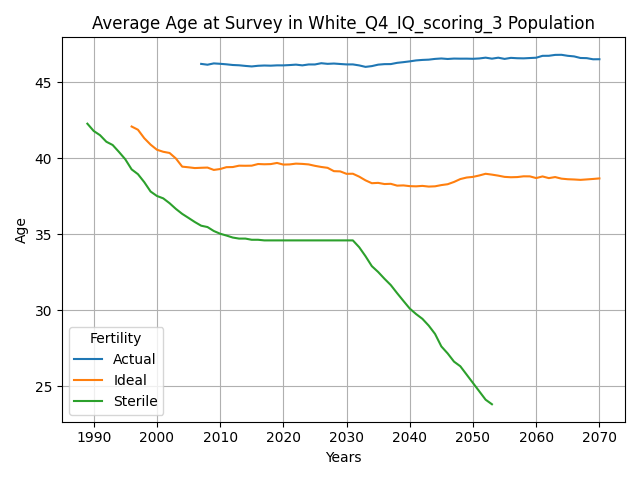 Average Age at Survey in White_Q4_IQ_scoring_3 Population
Age
45
40
35
30
25
Fertility
Actual
Ideal
Sterile
1990 2000 2010 2020 2030 2040 2050 2060 2070
Years